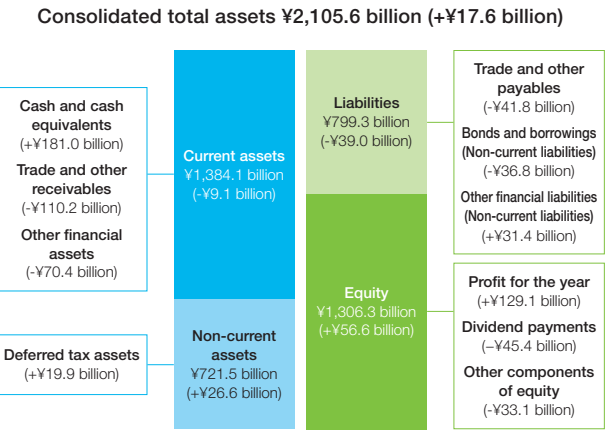 Consolidated total assets ¥2,105.6 billion (+¥17.6 billion)
Cash and cash
equivalents
(+¥181.0 billion)
Trade and other
receivables
(-¥110.2 billion)
Other financial
assets
(-¥70.4 billion)
Deferred tax assets
(+¥19.9 billion)
Current assets
¥1,384.1 billion
(-¥9.1 billion)
Non-current
assets
¥721.5 billion
(+¥26.6 billion)
Liabilities
¥799.3 billion
(-¥39.0 billion)
Equity
¥1,306.3 billion
(+¥56.6 billion)
Trade and other
payables
(-¥41.8 billion)
Bonds and borrowings
(Non-current liabilities)
(-¥36.8 billion)
Other financial liabilities
(Non-current liabilities)
(+¥31.4 billion)
Profit for the year
(+¥129.1 billion)
Dividend payments
(−¥45.4 billion)
Other components
of equity
(-¥33.1 billion)